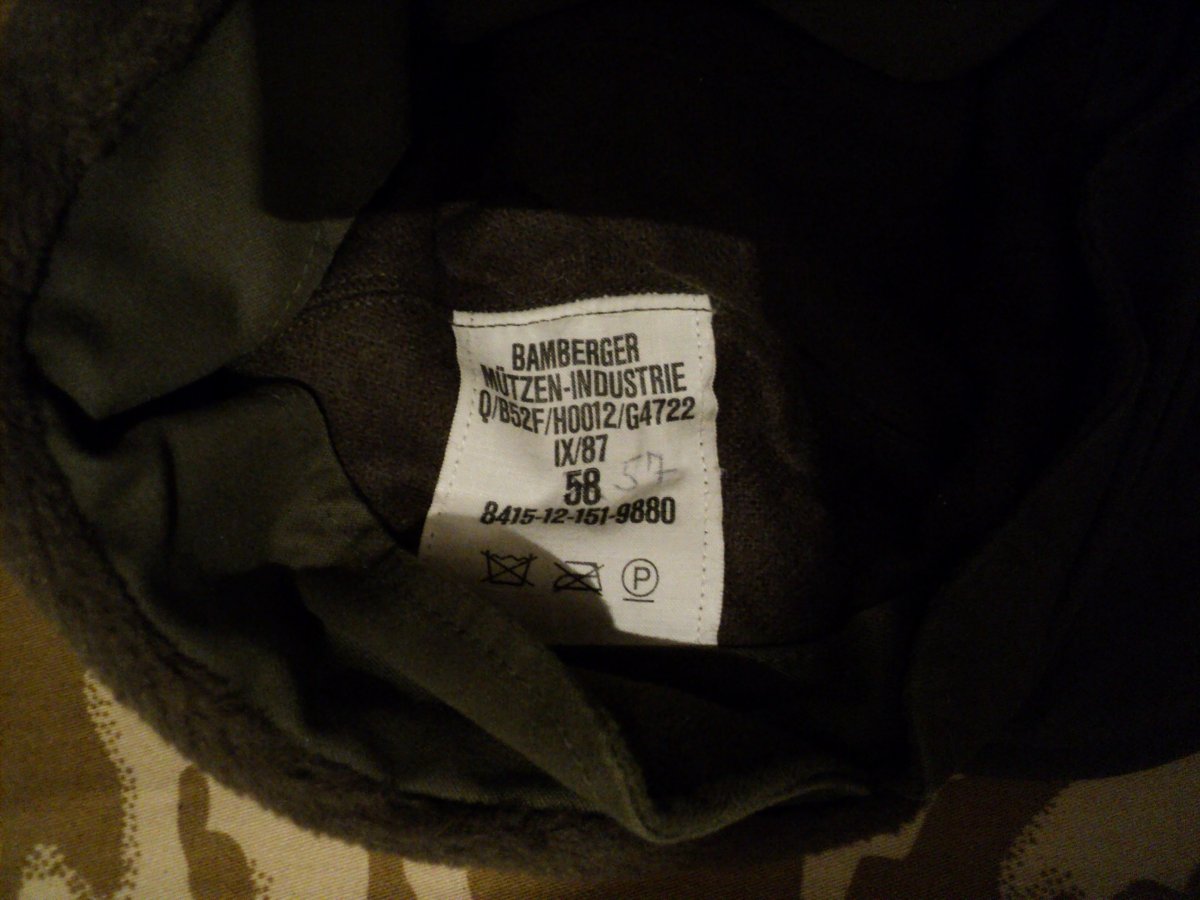 BAMBERGER
MÜTZEN-INDUSTRIE
Q/B52F/H0012/G4722
IX/87
58 57
8415-12-151-9880
P